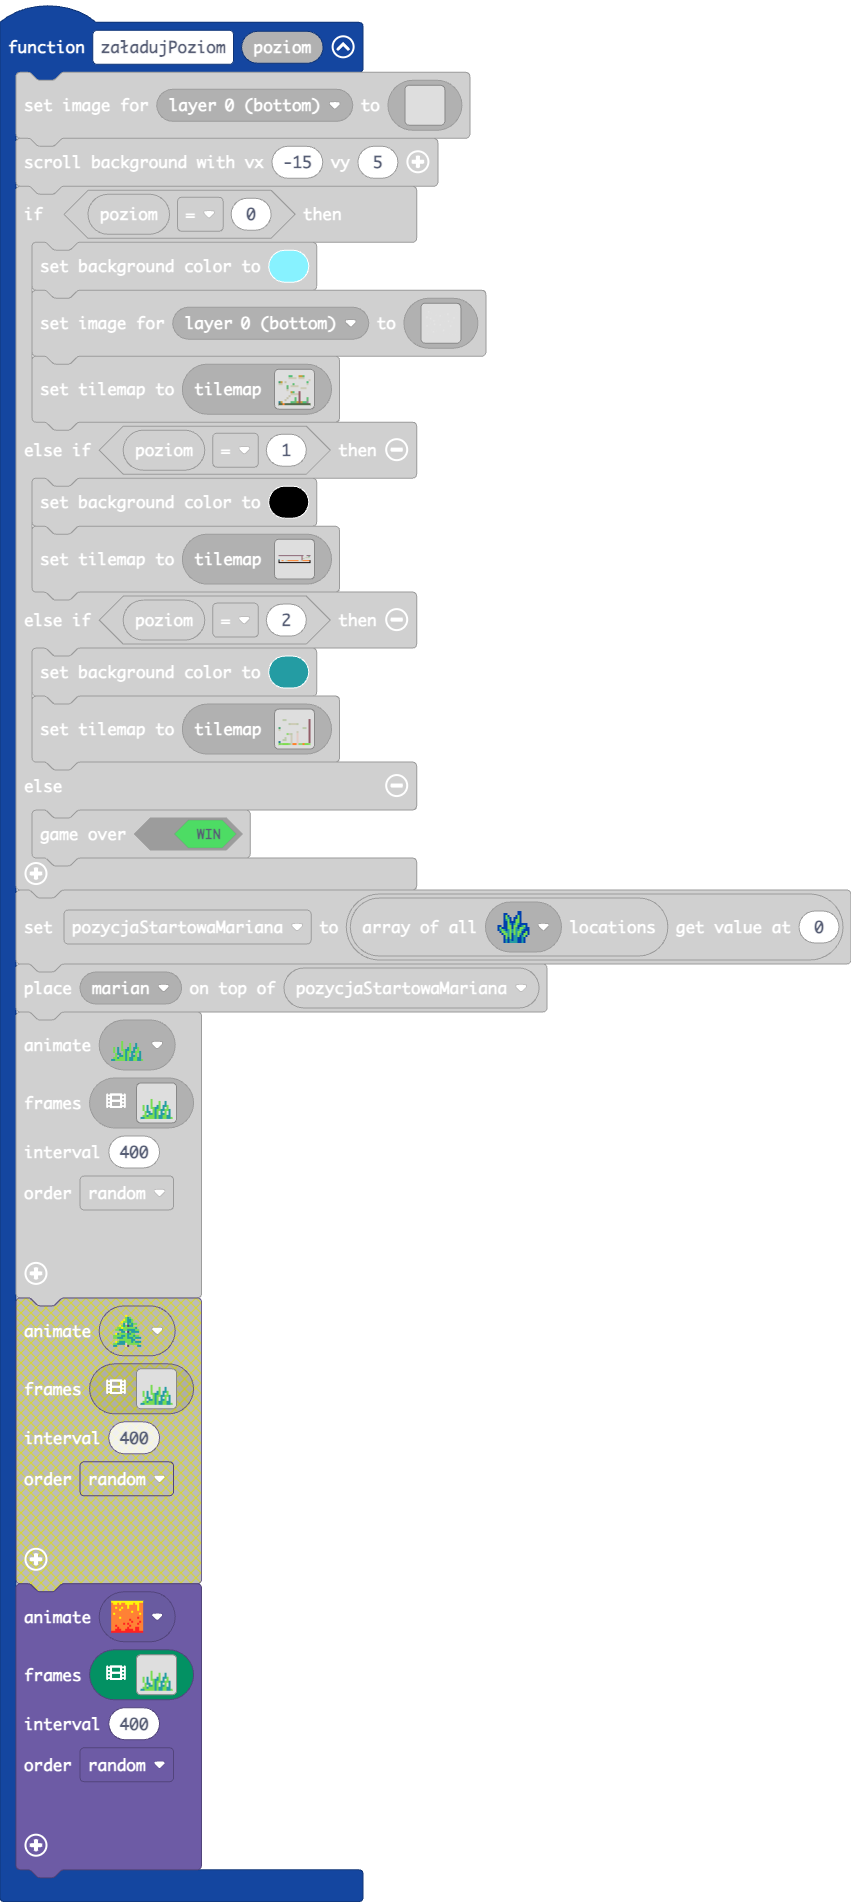 function załadujPoziom poziom
set image for layer 0 (bottom) to
scroll background with vx -15 vy 5
if poziom = 0 then
set background color to
set image for layer 0 (bottom) to
set tilemap to tilemap
else if poziom = 1 then
set background color to
set tilemap to tilemap
else if poziom = 2 then
set background color to
set tilemap to tilemap
else
game over WIN
set pozycjaStartowaMariana to array of all locations get value at 0
place marian on top of pozycjaStartowaMariana
animate
frames
interval 400
order random
animate
frames
interval 400
order random
animate
frames
interval 400
order random